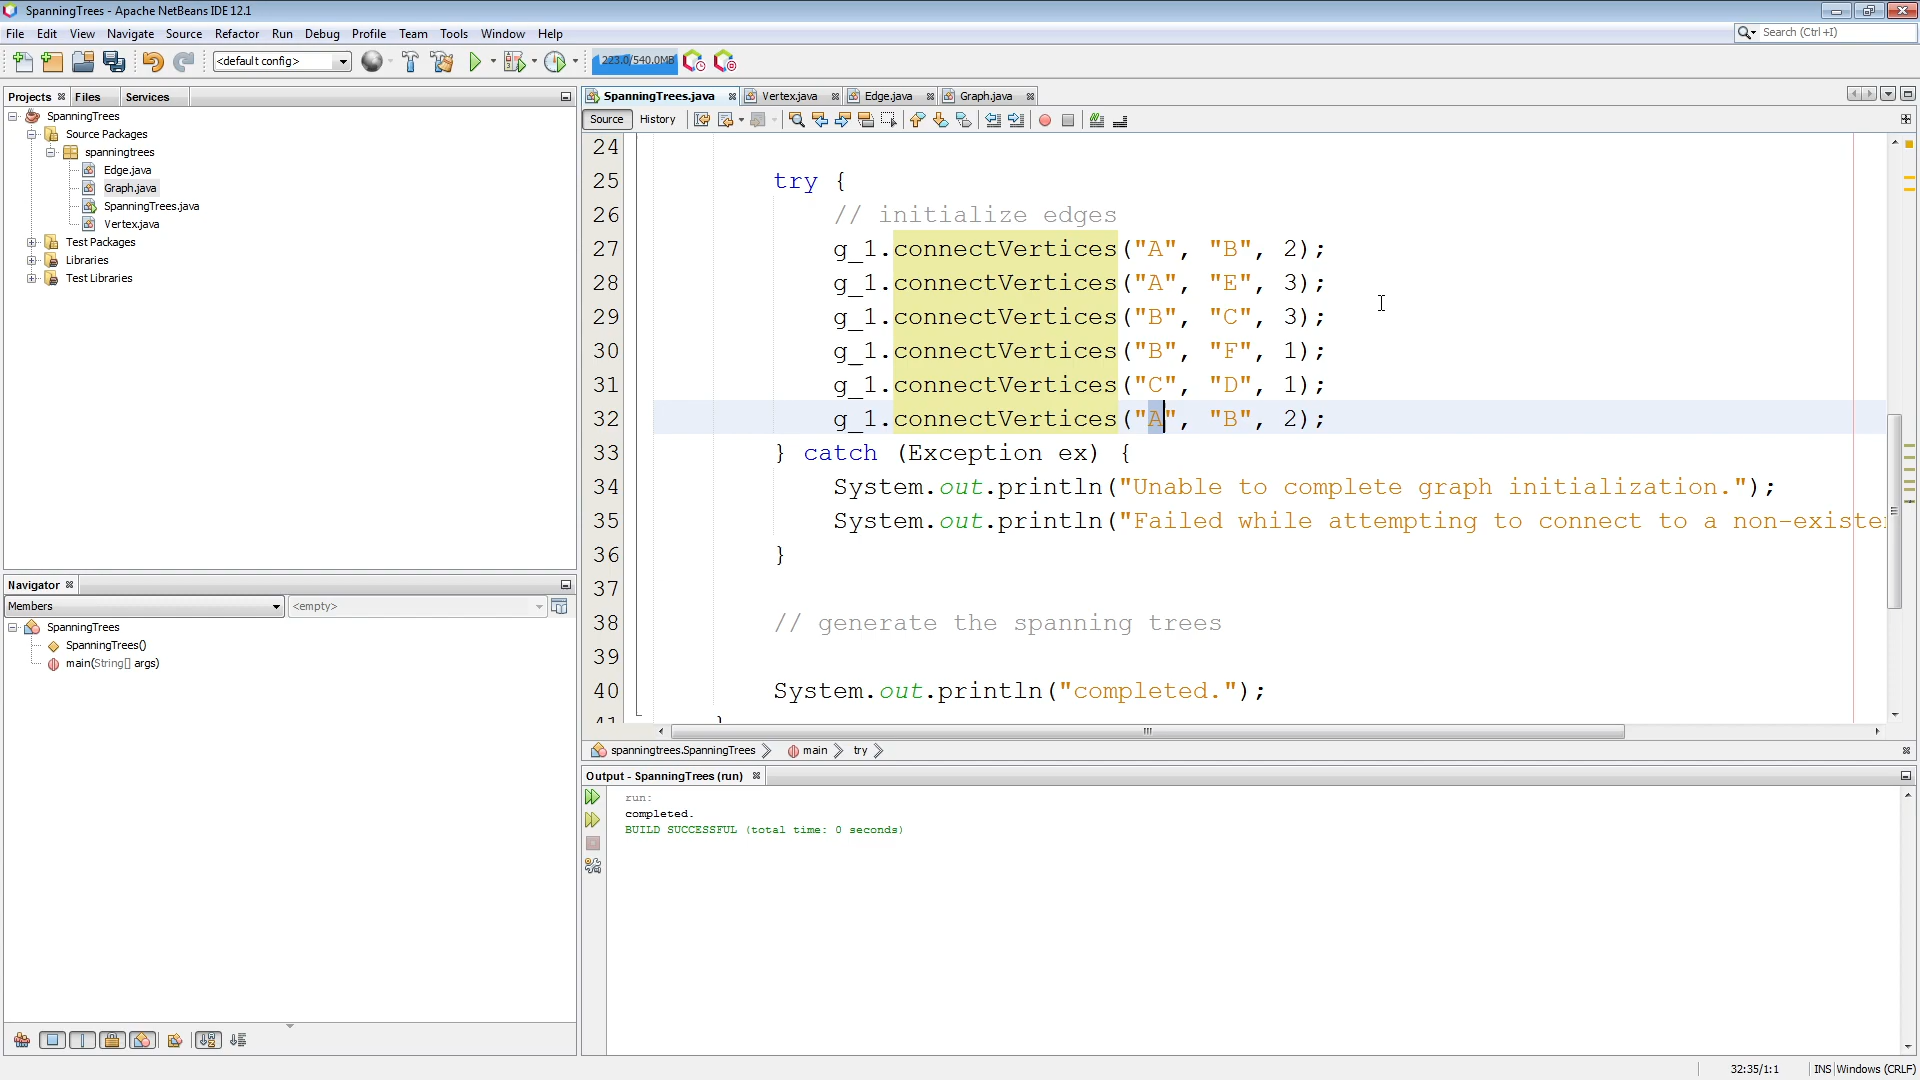 SpanningTrees - Apache NetBeans IDE 12.1
File Edit View Navigate Source Refactor Run Debug Profile Team Tools Window Help
Search (Ctrl+I)
<default config>
223.0/540.0MB
Projects Files Services
SpanningTrees
Source Packages
spanningtrees
Edge.java
Graph.java
SpanningTrees.java
Vertex.java
Test Packages
Libraries
Test Libraries
Navigator
Members
<empty>
SpanningTrees
SpanningTrees()
main(String[] args)
SpanningTrees.java Vertex.java Edge.java Graph.java
Source History
24
25 try {
26 // initialize edges
27 g_1.connectVertices("A", "B", 2);
28 g_1.connectVertices("A", "E", 3);
29 g_1.connectVertices("B", "C", 3);
30 g_1.connectVertices("B", "F", 1);
31 g_1.connectVertices("C", "D", 1);
32 g_1.connectVertices("A", "B", 2);
33 } catch (Exception ex) {
34 System.out.println("Unable to complete graph initialization.");
35 System.out.println("Failed while attempting to connect to a non-existe
36 }
37
38 // generate the spanning trees
39
40 System.out.println("completed.");
41 }
spanningtrees.SpanningTrees main try
Output - SpanningTrees (run)
run:
completed.
BUILD SUCCESSFUL (total time: 0 seconds)
32:35/1:1 INS Windows (CRLF)